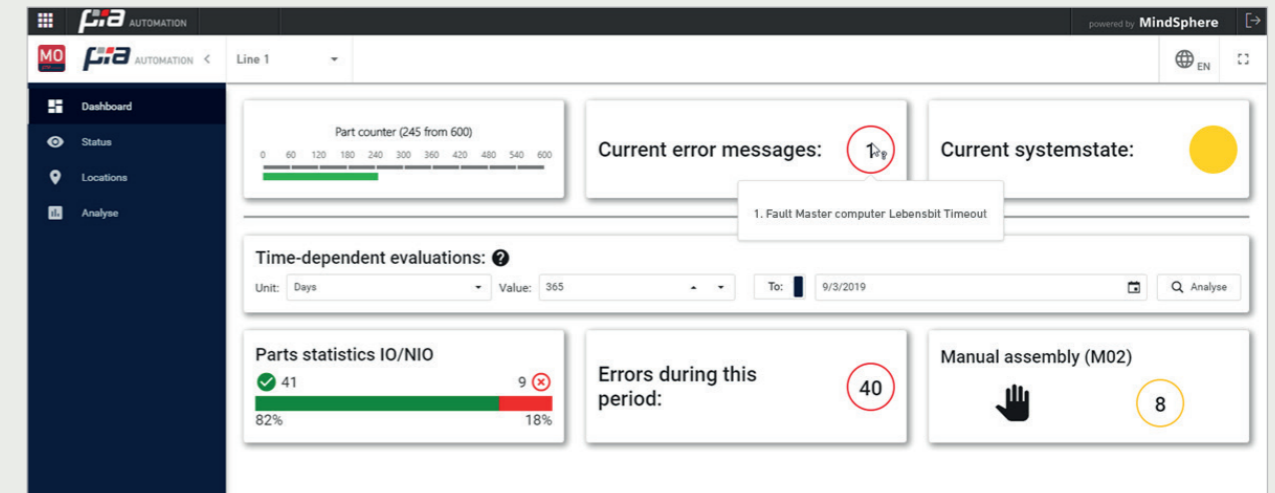 pia AUTOMATION
powered by MindSphere
MO
pia AUTOMATION
Line 1
EN
Dashboard
Status
Locations
Analyse
Part counter (245 from 600)
0 60 120 180 240 300 360 420 480 540 600
Current error messages: 1
Current systemstate:
1. Fault Master computer Lebensbit Timeout
Time-dependent evaluations: ?
Unit: Days
Value: 365
To: 9/3/2019
Analyse
Parts statistics IO/NIO
41 9
82% 18%
Errors during this
period:
40
Manual assembly (M02)
8